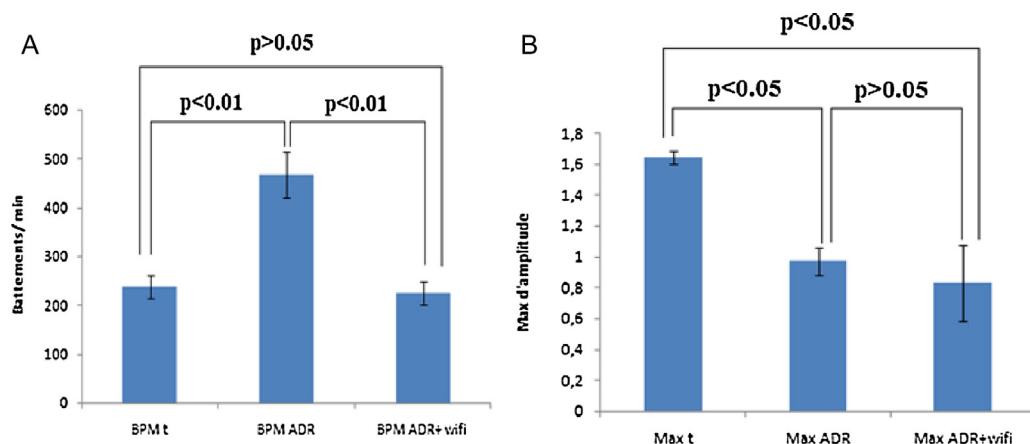 A
p>0.05
p<0.01
p<0.01
600
500
400
300
200
100
0
Battements/ min
BPM t
BPM ADR
BPM ADR+ wifi
B
p<0.05
p<0.05
p>0.05
1,8
1,6
1,4
1,2
1
0,8
0,6
0,4
0,2
0
Max d'amplitude
Max t
Max ADR
Max ADR+wifi